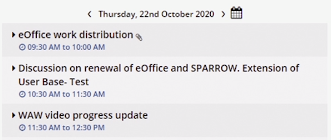 Thursday, 22nd October 2020
eOffice work distribution
09:30 AM to 10:00 AM
Discussion on renewal of eOffice and SPARROW. Extension of
User Base- Test
10:30 AM to 11:30 AM
WAW video progress update
11:30 AM to 12:30 PM